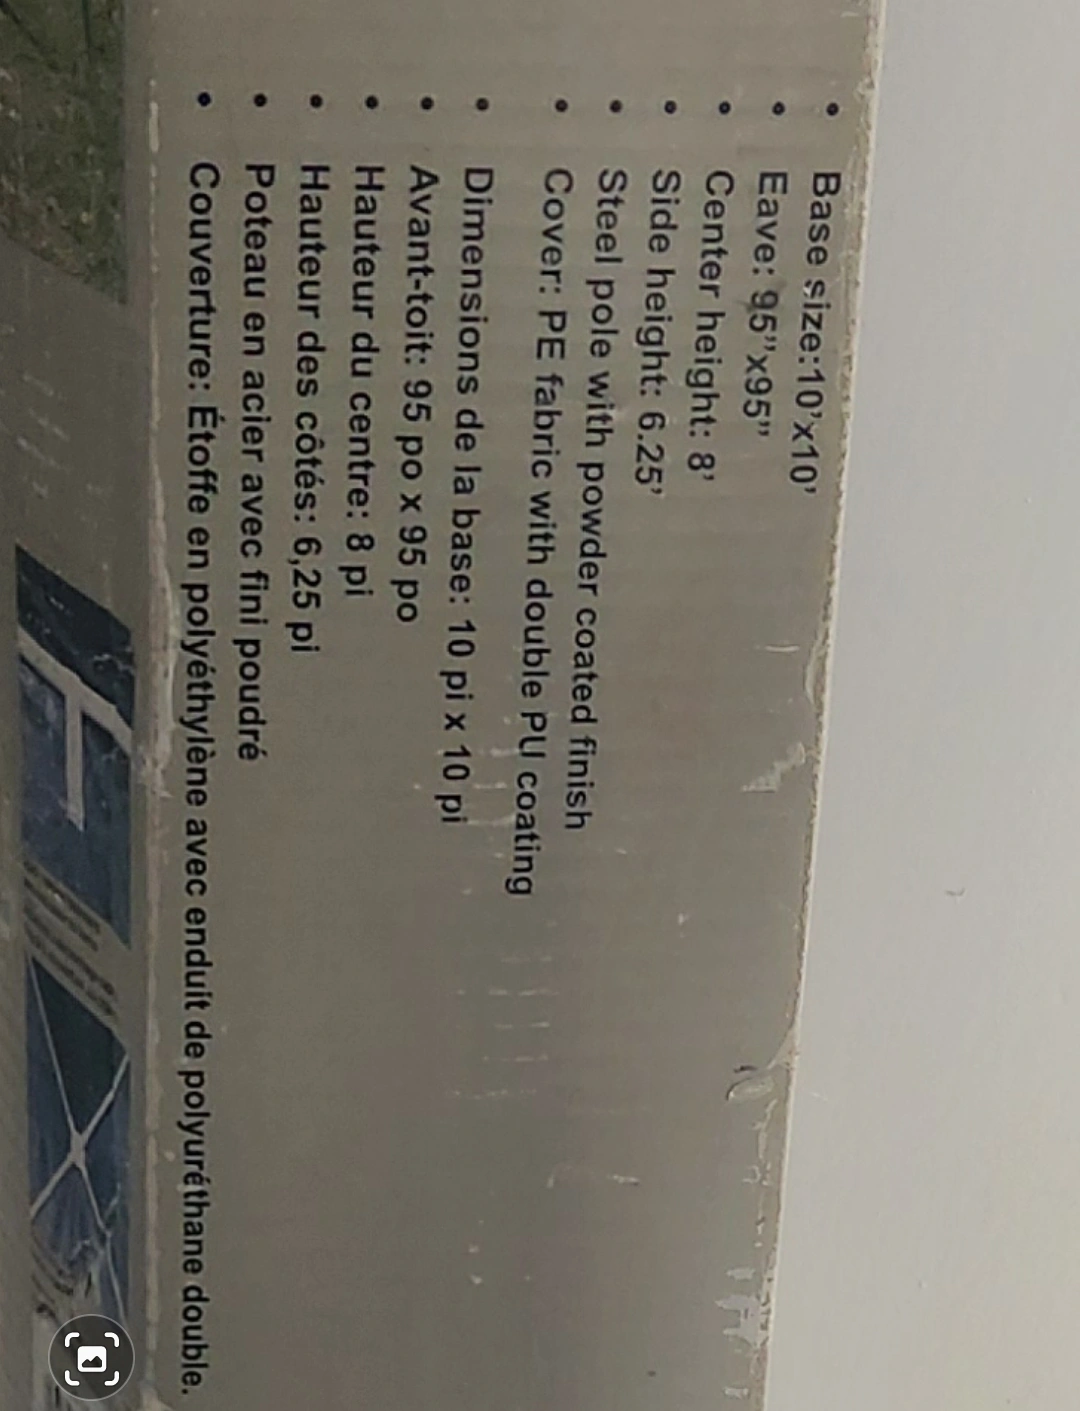 • Base size:10’x10’
• Eave: 95”x95”
• Center height: 8’
• Side height: 6.25’
• Steel pole with powder coated finish
• Cover: PE fabric with double PU coating
• Dimensions de la base: 10 pi x 10 pi
• Avant-toit: 95 po x 95 po
• Hauteur du centre: 8 pi
• Hauteur des côtés: 6,25 pi
• Poteau en acier avec fini poudré
• Couverture: Étoffe en polyéthylène avec enduit de polyuréthane double.